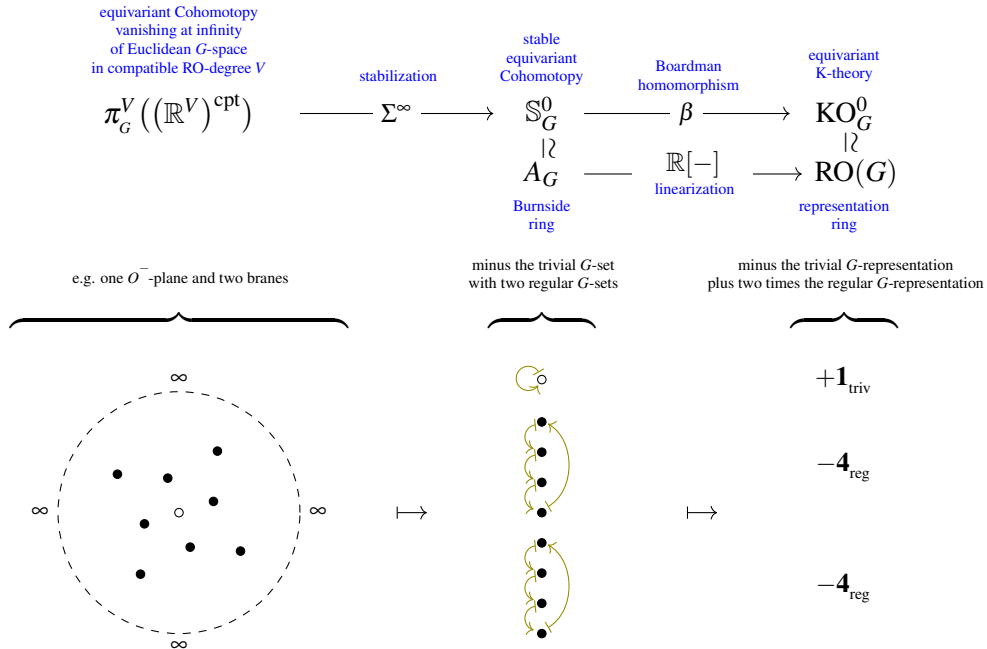 equivariant Cohomotopy
vanishing at infinity
of Euclidean G-space
in compatible RO-degree V
stable
equivariant
Cohomotopy
equivariant
K-theory
stabilization
Boardman
homomorphism
π_G^V((ℝ^V)^cpt) —— Σ^∞ ⟶ 𝕊_G^0 —— β ⟶ KO_G^0
≃ ≃
A_G —— ℝ[−] ⟶ RO(G)
linearization
Burnside
ring
representation
ring
e.g. one O^−-plane and two branes
minus the trivial G-set
with two regular G-sets
minus the trivial G-representation
plus two times the regular G-representation
∞
+1_triv
−4_reg
∞ ∞ ↦ ↦
−4_reg
∞